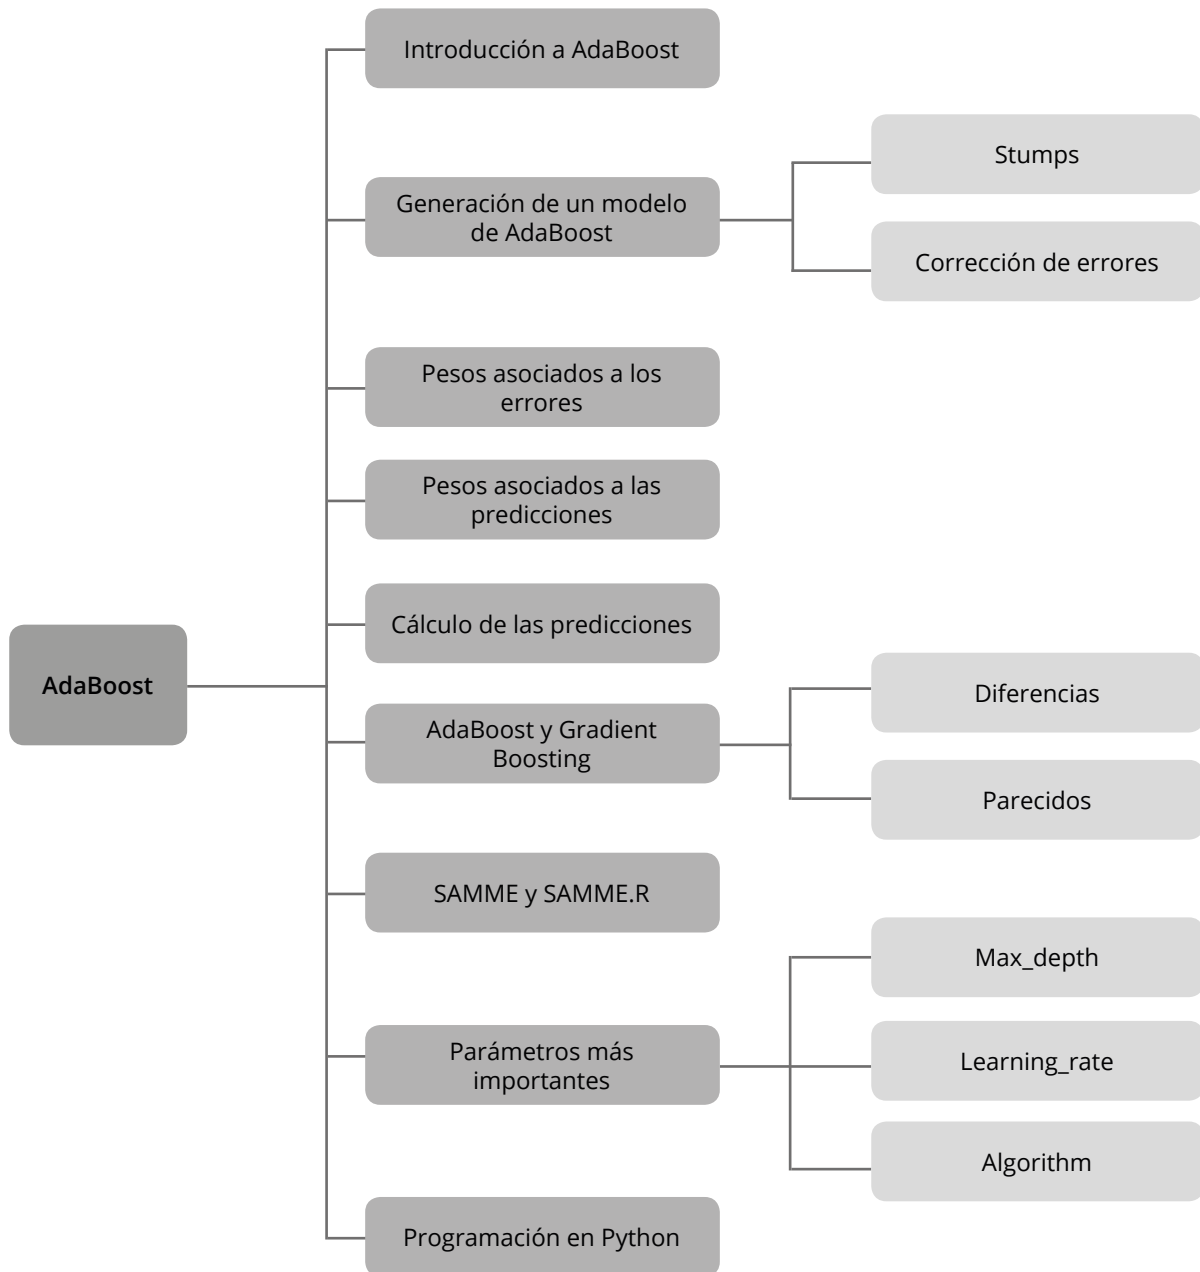 Introducción a AdaBoost
Stumps
Generación de un modelo
de AdaBoost
Corrección de errores
Pesos asociados a los
errores
Pesos asociados a las
predicciones
Cálculo de las predicciones
AdaBoost
Diferencias
AdaBoost y Gradient
Boosting
Parecidos
SAMME y SAMME.R
Max_depth
Parámetros más
importantes
Learning_rate
Algorithm
Programación en Python